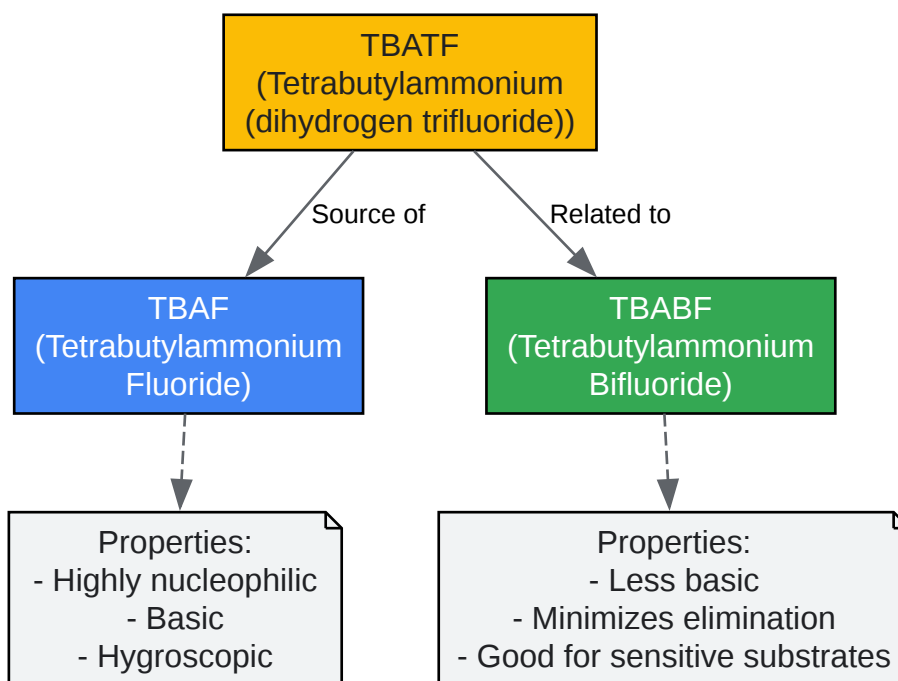 TBATF
(Tetrabutylammonium
(dihydrogen trifluoride))
Source of
Related to
TBAF
(Tetrabutylammonium
Fluoride)
TBABF
(Tetrabutylammonium
Bifluoride)
Properties:
- Highly nucleophilic
- Basic
- Hygroscopic
Properties:
- Less basic
- Minimizes elimination
- Good for sensitive substrates